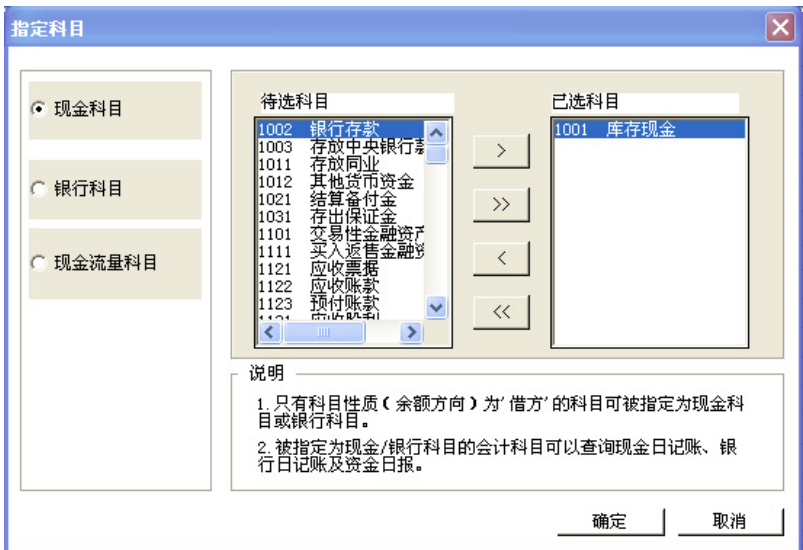 指定科目
现金科目
银行科目
现金流量科目
待选科目
1002 银行存款
1003 存放中央银行款
1011 存放同业
1012 其他货币资金
1021 结算备付金
1031 存出保证金
1101 交易性金融资产
1111 买入返售金融资
1121 应收票据
1122 应收账款
1123 预付账款
1131 应收股利
>
>>
<
<<
已选科目
1001 库存现金
说明
1.只有科目性质(余额方向)为'借方'的科目可被指定为现金科
目或银行科目。
2.被指定为现金/银行科目的会计科目可以查询现金日记账、银
行日记账及资金日报。
确定
取消